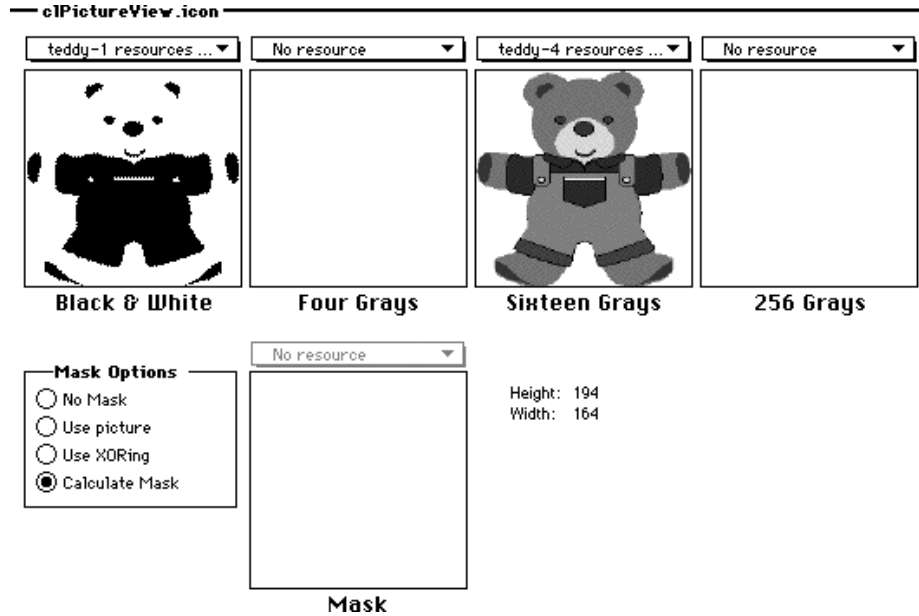 clPictureView.icon
teddy-1 resources ...
No resource
teddy-4 resources ...
No resource
Black & White
Four Grays
Sixteen Grays
256 Grays
No resource
Mask Options
No Mask
Use picture
Use XORing
Calculate Mask
Height: 194
Width: 164
Mask